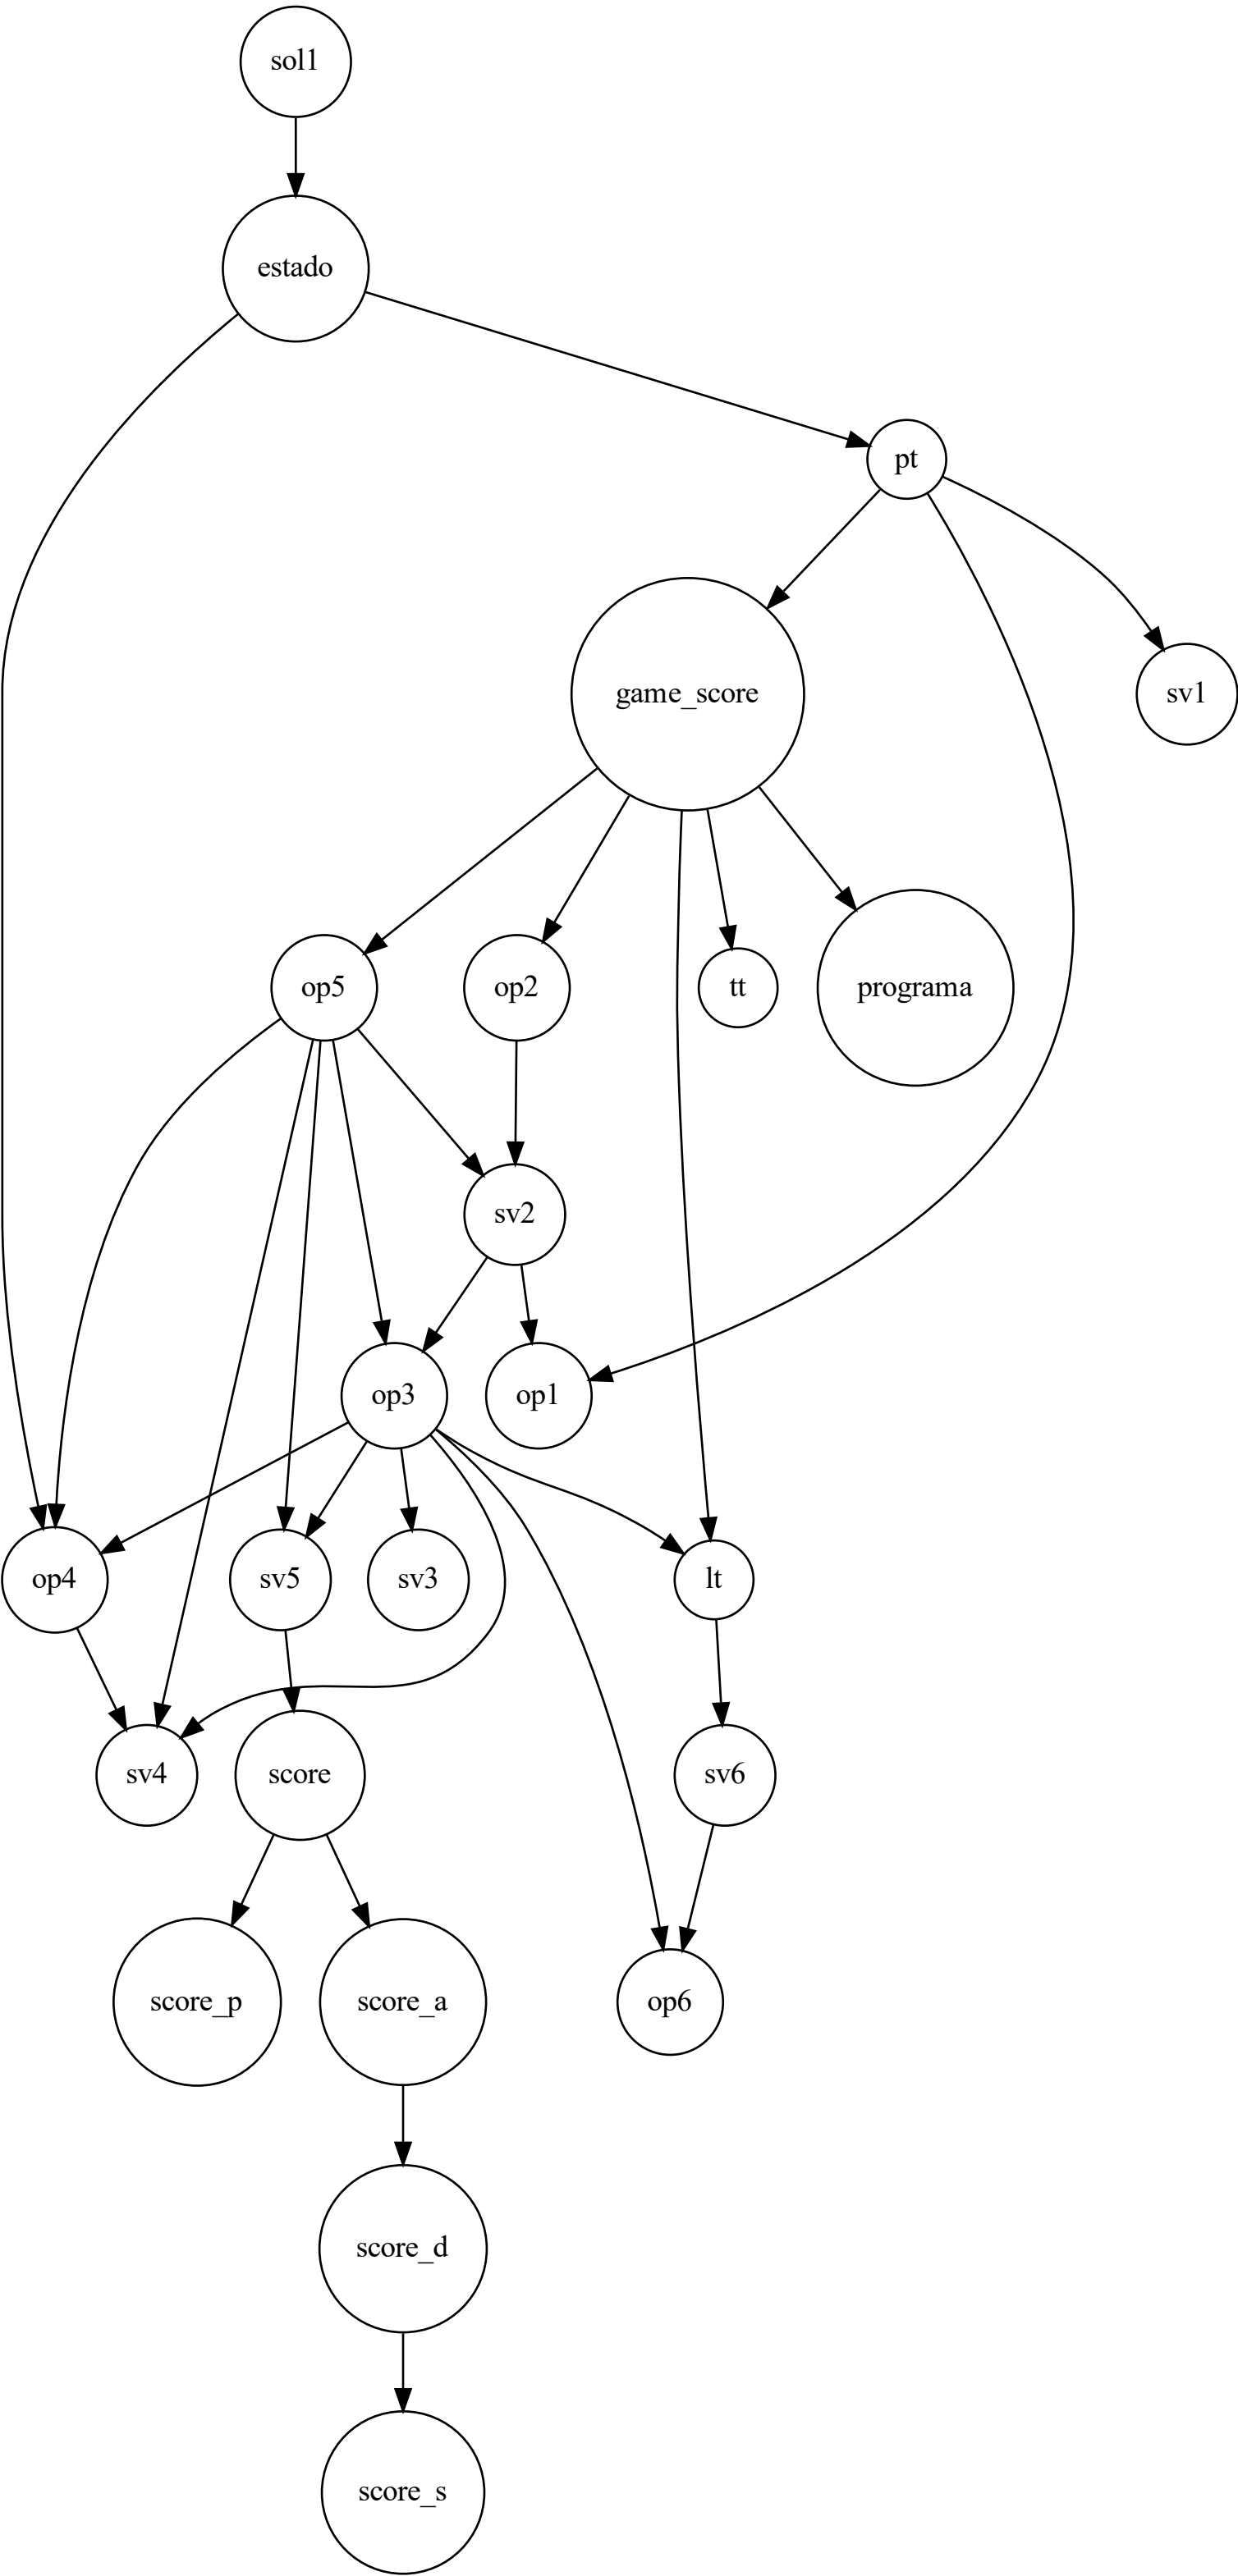 sol1
estado
pt
game_score
sv1
op5
op2
tt
programa
sv2
op3
op1
op4
sv5
sv3
lt
sv4
score
sv6
score_p
score_a
op6
score_d
score_s